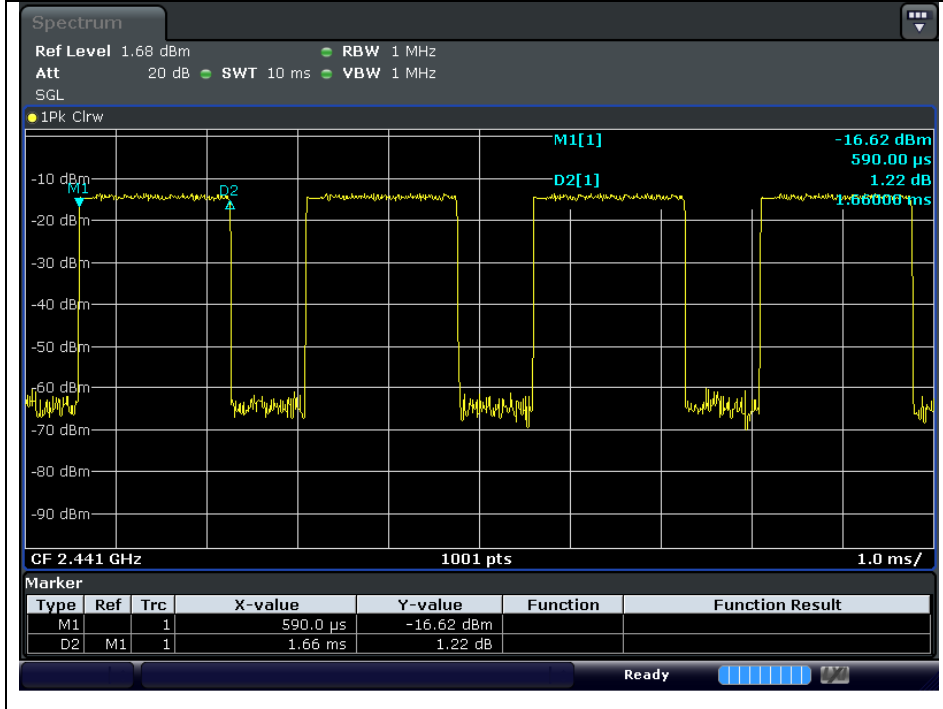 Spectrum
Ref Level 1.68 dBm RBW 1 MHz
Att 20 dB SWT 10 ms VBW 1 MHz
SGL
1Pk Clrw
M1[1] -16.62 dBm
590.00 µs
D2[1] 1.22 dB
1.66000 ms
M1
D2
-10 dBm
-20 dBm
-30 dBm
-40 dBm
-50 dBm
-60 dBm
-70 dBm
-80 dBm
-90 dBm
CF 2.441 GHz 1001 pts 1.0 ms/
Marker
Type Ref Trc X-value Y-value Function Function Result
M1 1 590.0 µs -16.62 dBm
D2 M1 1 1.66 ms 1.22 dB
Ready